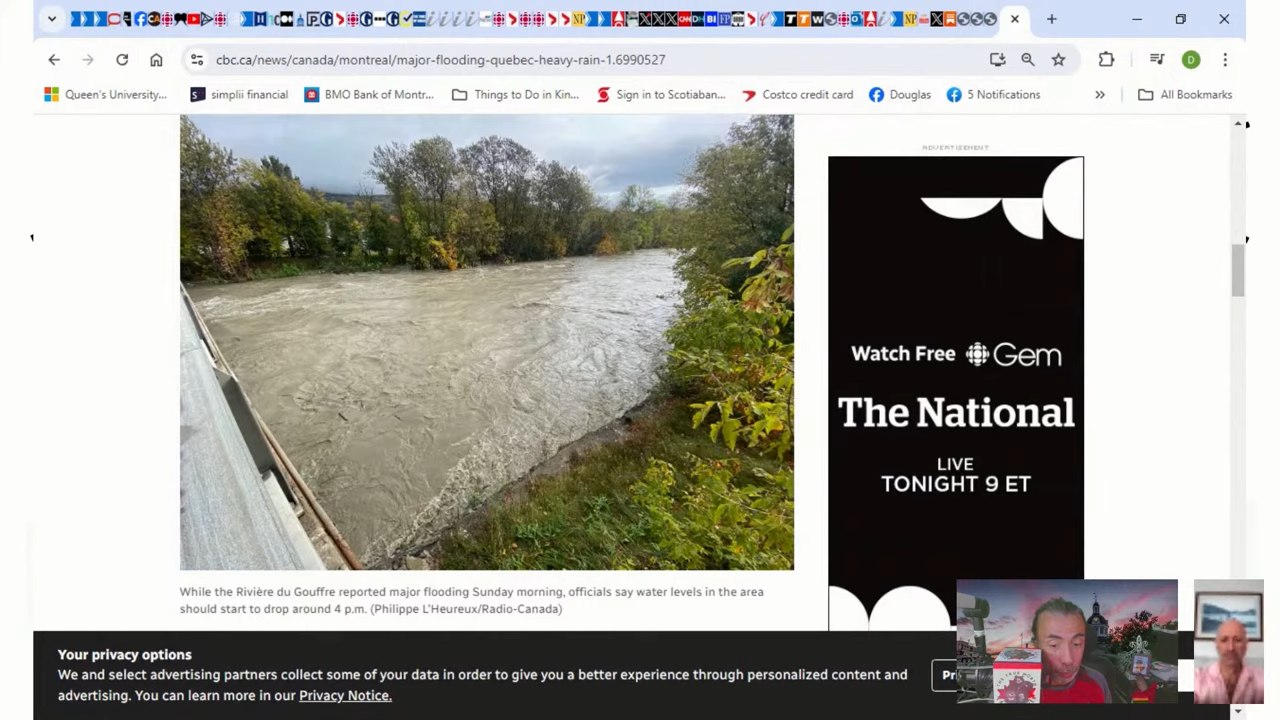 cbc.ca/news/canada/montreal/major-flooding-quebec-heavy-rain-1.6990527
D
Queen's University...
simplii financial
BMO Bank of Montr...
Things to Do in Kin...
Sign in to Scotiaban...
Costco credit card
Douglas
5 Notifications
All Bookmarks
ADVERTISEMENT
Watch Free Gem
The National
LIVE
TONIGHT 9 ET
While the Rivière du Gouffre reported major flooding Sunday morning, officials say water levels in the area
should start to drop around 4 p.m. (Philippe L'Heureux/Radio-Canada)
Your privacy options
We and select advertising partners collect some of your data in order to give you a better experience through personalized content and
advertising. You can learn more in our Privacy Notice.